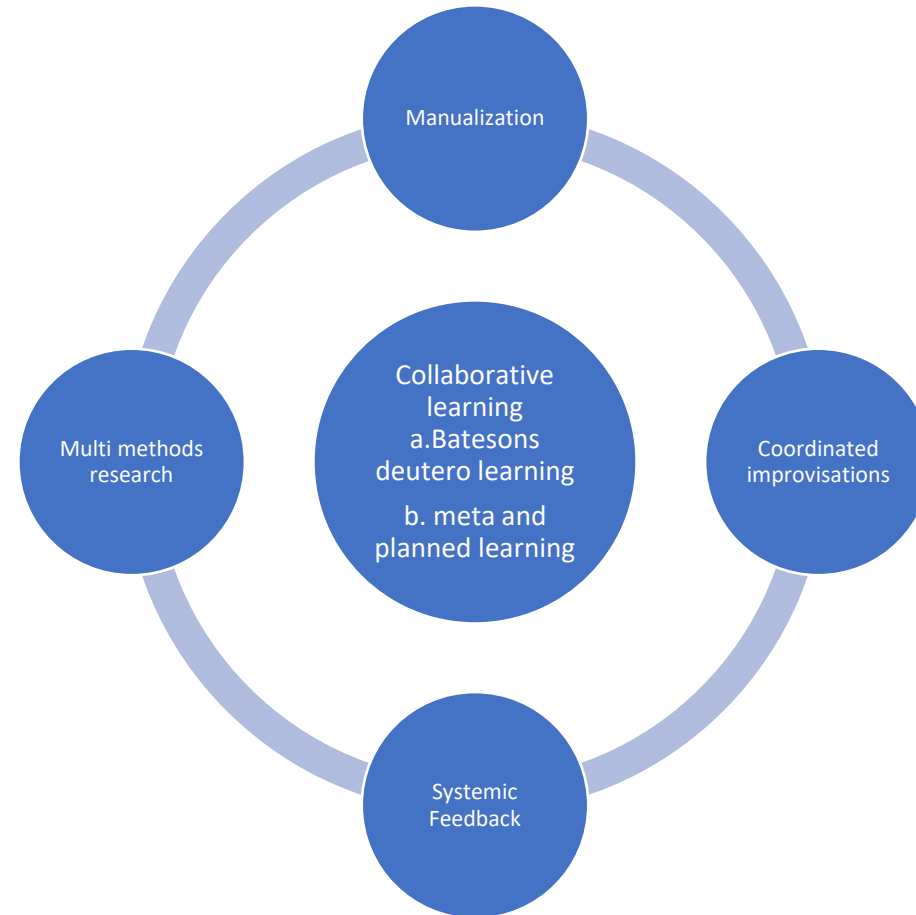 Manualization
Collaborative
learning
a.Batesons
deutero learning
b. meta and
planned learning
Multi methods
research
Coordinated
improvisations
Systemic
Feedback